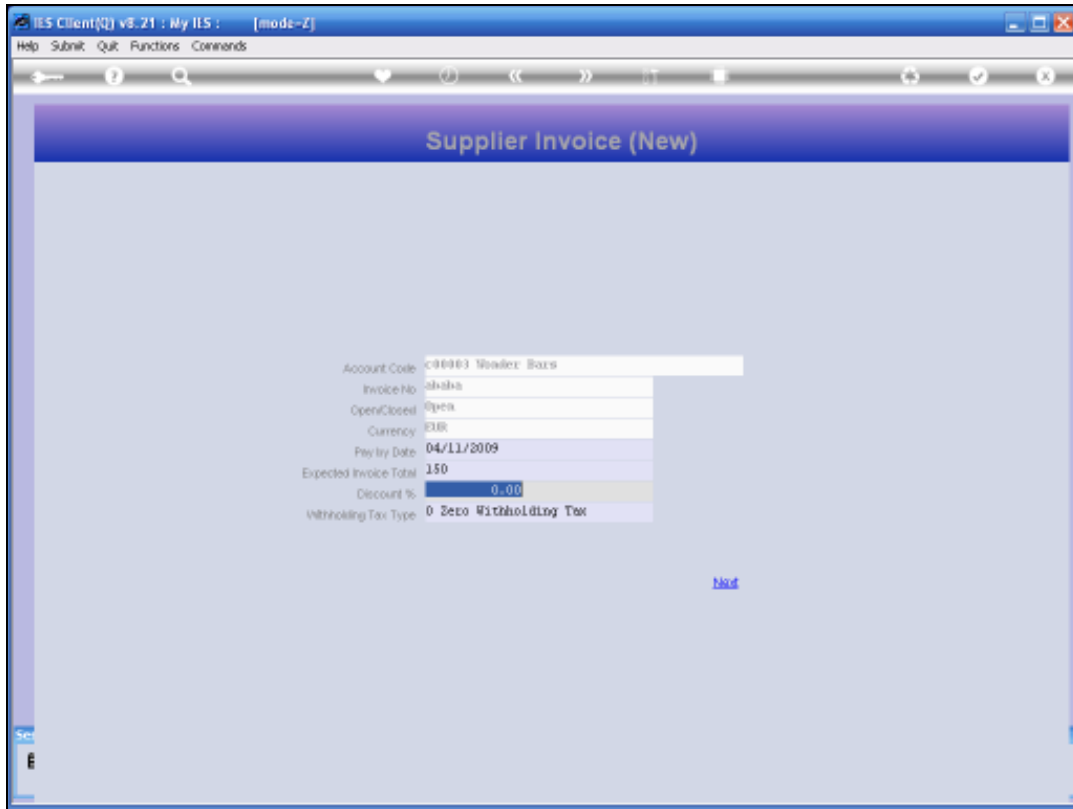 IES Client(Q) v8.21 : My IES : [mode-Z]
Help Submit Quit Functions Commands
Supplier Invoice (New)
Account Code c00003 Wonder Bars
Invoice No ababa
Open/Closed Open
Currency EUR
Pay by Date 04/11/2009
Expected Invoice Total 150
Discount % 0.00
Withholding Tax Type 0 Zero Withholding Tax
Next
Se